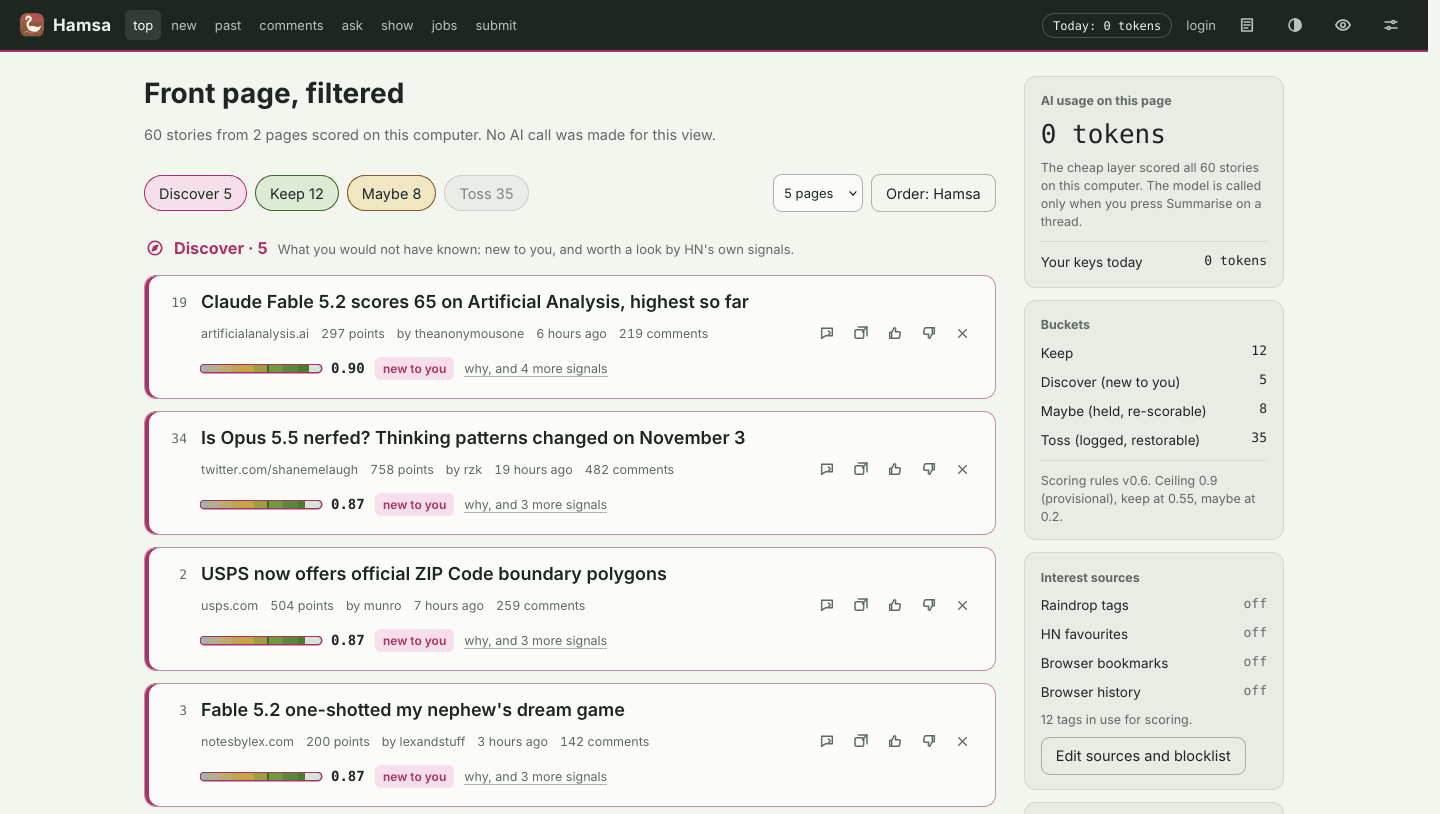 Hamsa
top
new
past
comments
ask
show
jobs
submit
Today: 0 tokens
login
Front page, filtered
60 stories from 2 pages scored on this computer. No AI call was made for this view.
Discover 5
Keep 12
Maybe 8
Toss 35
5 pages
Order: Hamsa
Discover · 5 What you would not have known: new to you, and worth a look by HN's own signals.
19 Claude Fable 5.2 scores 65 on Artificial Analysis, highest so far
artificialanalysis.ai 297 points by theanonymousone 6 hours ago 219 comments
0.90 new to you why, and 4 more signals
34 Is Opus 5.5 nerfed? Thinking patterns changed on November 3
twitter.com/shanemelaugh 758 points by rzk 19 hours ago 482 comments
0.87 new to you why, and 3 more signals
2 USPS now offers official ZIP Code boundary polygons
usps.com 504 points by munro 7 hours ago 259 comments
0.87 new to you why, and 3 more signals
3 Fable 5.2 one-shotted my nephew's dream game
notesbylex.com 200 points by lexandstuff 3 hours ago 142 comments
0.87 new to you why, and 3 more signals
AI usage on this page
0 tokens
The cheap layer scored all 60 stories
on this computer. The model is called
only when you press Summarise on a
thread.
Your keys today 0 tokens
Buckets
Keep 12
Discover (new to you) 5
Maybe (held, re-scorable) 8
Toss (logged, restorable) 35
Scoring rules v0.6. Ceiling 0.9
(provisional), keep at 0.55, maybe at
0.2.
Interest sources
Raindrop tags off
HN favourites off
Browser bookmarks off
Browser history off
12 tags in use for scoring.
Edit sources and blocklist